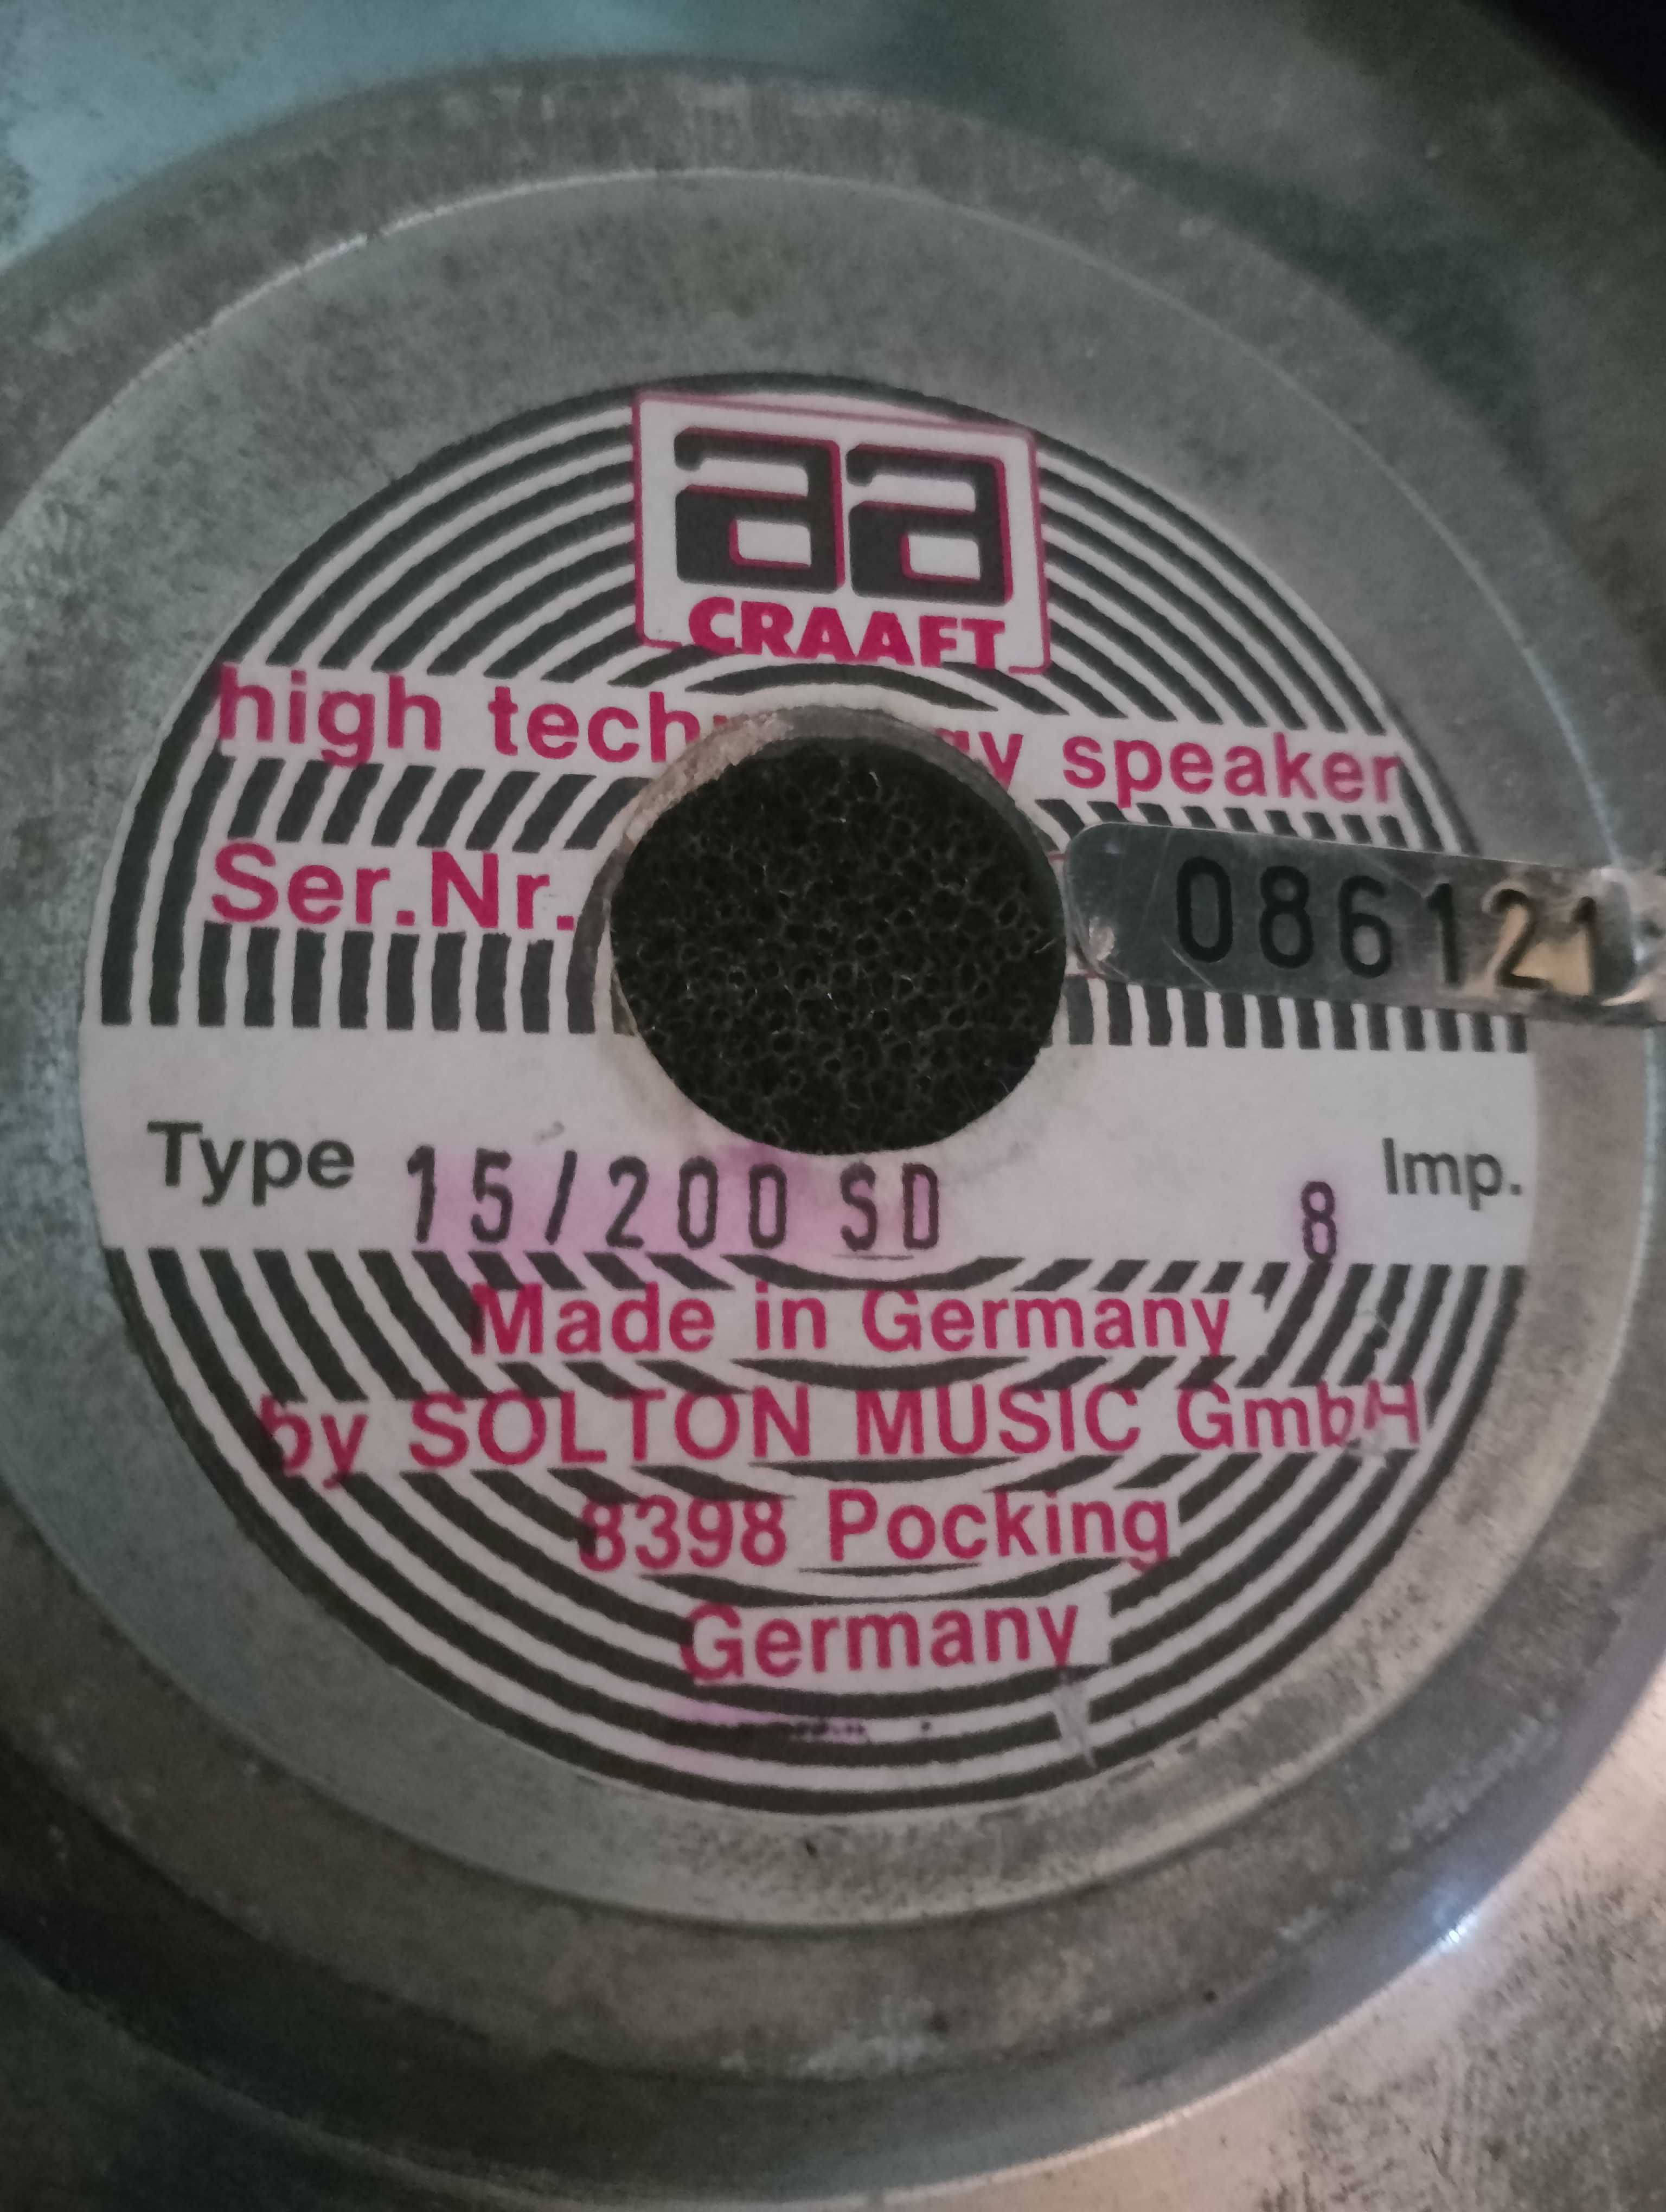 aa
CRAAFT
high speaker
Ser.Nr. 086121
Type 15/200 SD 8 Imp.
Made in Germany
by SOLTON MUSIC GmbH
8398 Pocking
Germany